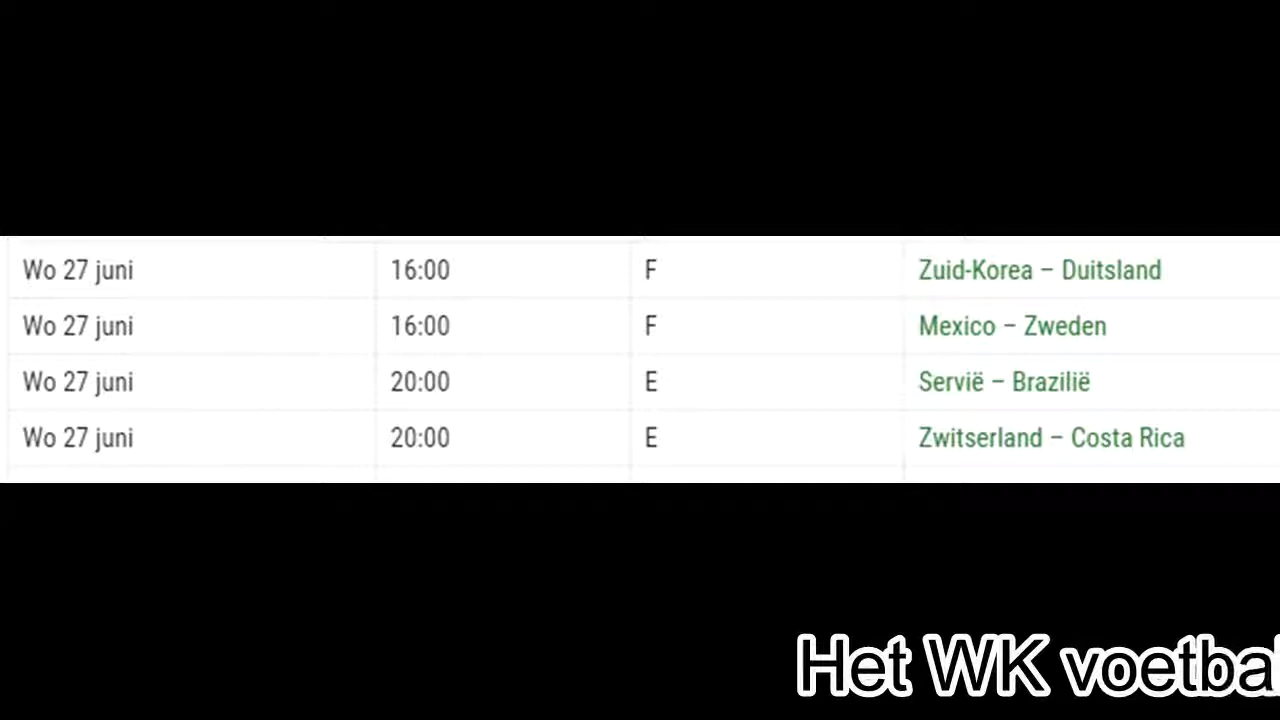 Wo 27 juni 16:00 F Zuid-Korea – Duitsland
Wo 27 juni 16:00 F Mexico – Zweden
Wo 27 juni 20:00 E Servië – Brazilië
Wo 27 juni 20:00 E Zwitserland – Costa Rica
Het WK voetba